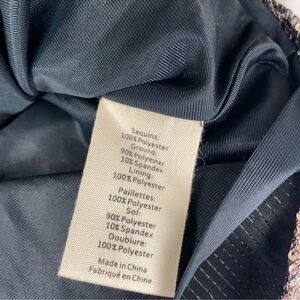 Sequins:
100% Polyester
Ground:
90% Polyester
10% Spandex
Lining:
100% Polyester
Paillettes:
100% Polyester
Sol:
90% Polyester
10% Spandex
Doublure:
100% Polyester
Made in China
Fabriqué en Chine